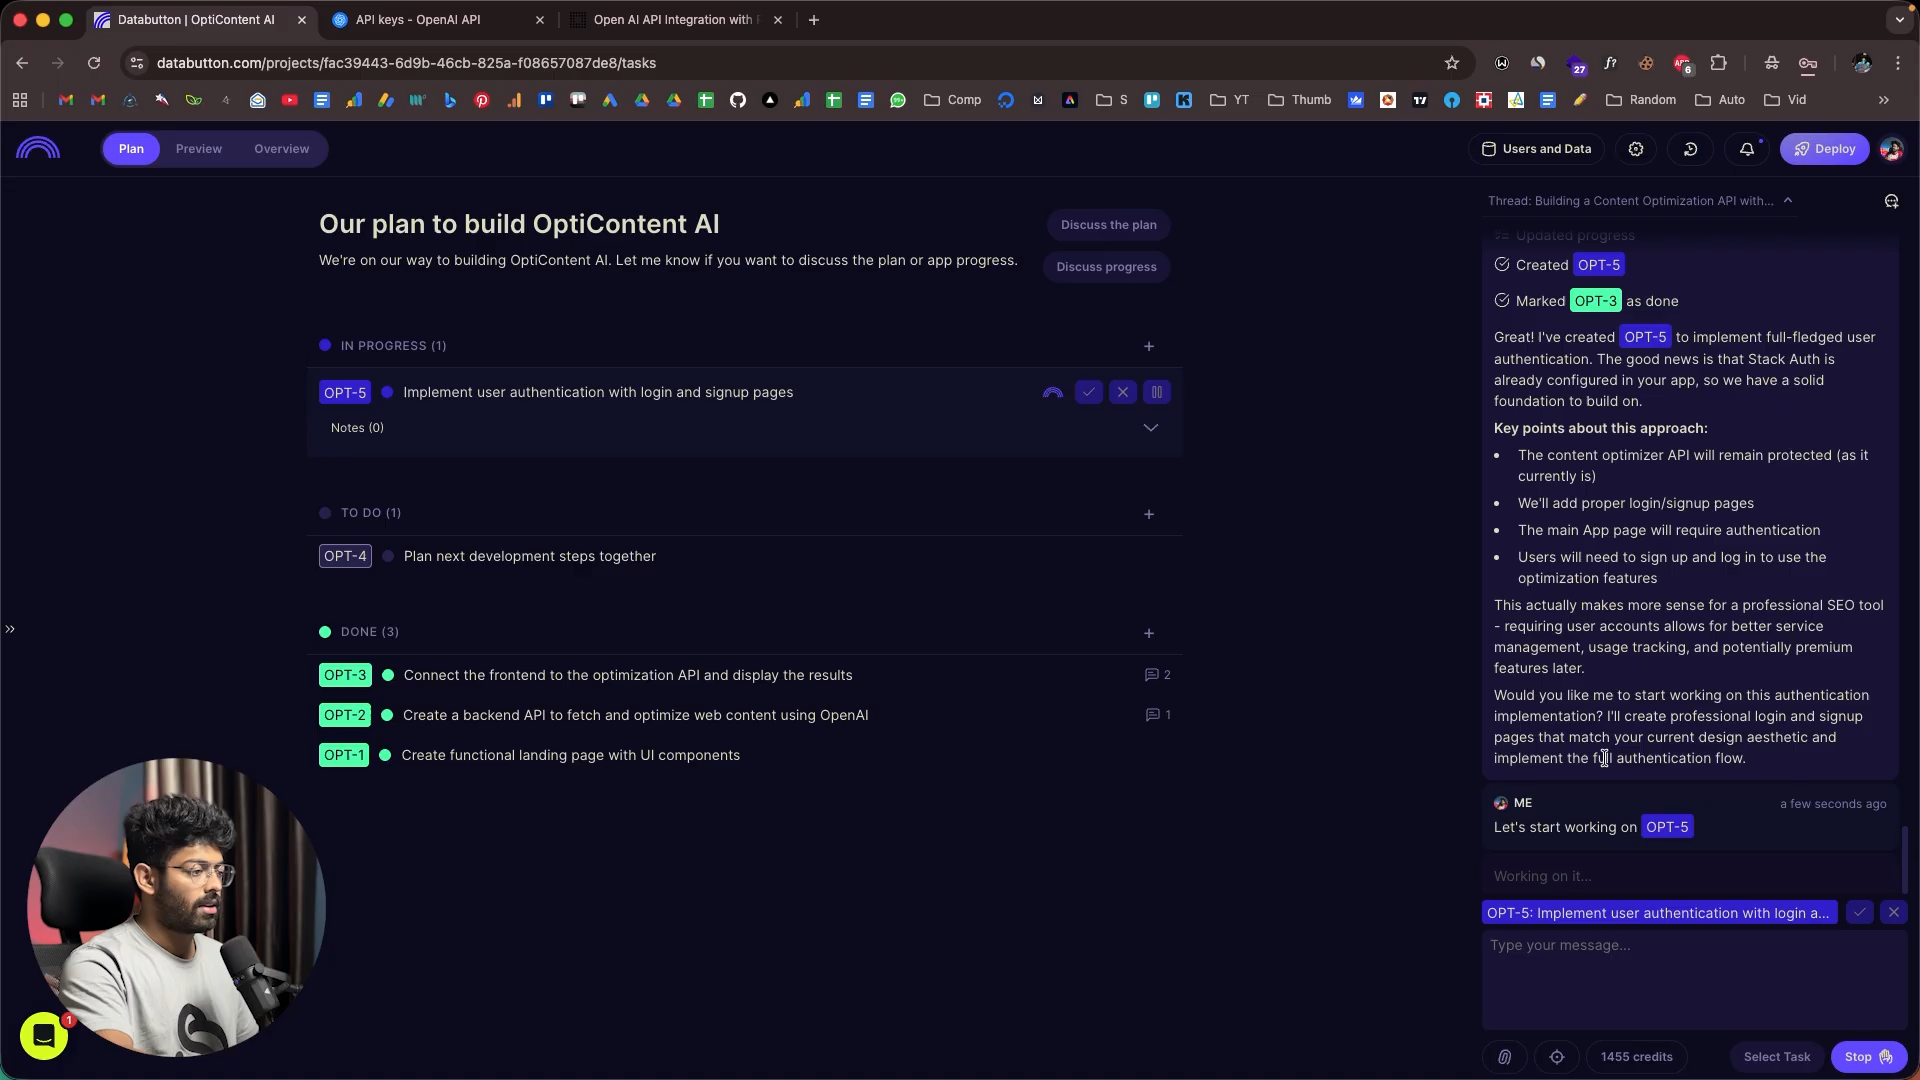 Databutton | OptiContent AI
API keys - OpenAI API
Open AI API Integration with
databutton.com/projects/fac39443-6d9b-46cb-825a-f08657087de8/tasks
27
f?
6
Comp
S
YT
Thumb
Random
Auto
Vid
Plan
Preview
Overview
Users and Data
Deploy
Our plan to build OptiContent AI
We're on our way to building OptiContent AI. Let me know if you want to discuss the plan or app progress.
Discuss the plan
Discuss progress
IN PROGRESS (1)
OPT-5 Implement user authentication with login and signup pages
Notes (0)
TO DO (1)
OPT-4 Plan next development steps together
DONE (3)
OPT-3 Connect the frontend to the optimization API and display the results 2
OPT-2 Create a backend API to fetch and optimize web content using OpenAI 1
OPT-1 Create functional landing page with UI components
1
Thread: Building a Content Optimization API with...
Updated progress
Created OPT-5
Marked OPT-3 as done
Great! I've created OPT-5 to implement full-fledged user
authentication. The good news is that Stack Auth is
already configured in your app, so we have a solid
foundation to build on.
Key points about this approach:
• The content optimizer API will remain protected (as it
currently is)
• We'll add proper login/signup pages
• The main App page will require authentication
• Users will need to sign up and log in to use the
optimization features
This actually makes more sense for a professional SEO tool
- requiring user accounts allows for better service
management, usage tracking, and potentially premium
features later.
Would you like me to start working on this authentication
implementation? I'll create professional login and signup
pages that match your current design aesthetic and
implement the full authentication flow.
ME a few seconds ago
Let's start working on OPT-5
Working on it...
OPT-5: Implement user authentication with login a...
Type your message...
1455 credits
Select Task
Stop